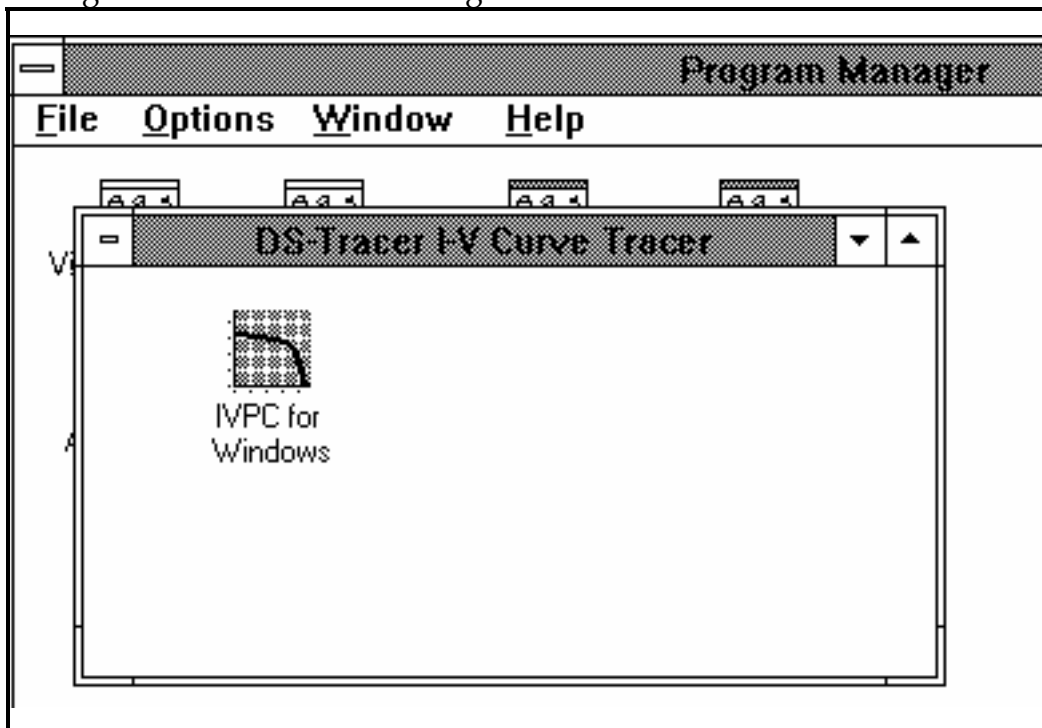 Program Manager
File Options Window Help
DS-Tracer I-V Curve Tracer
IVPC for
Windows